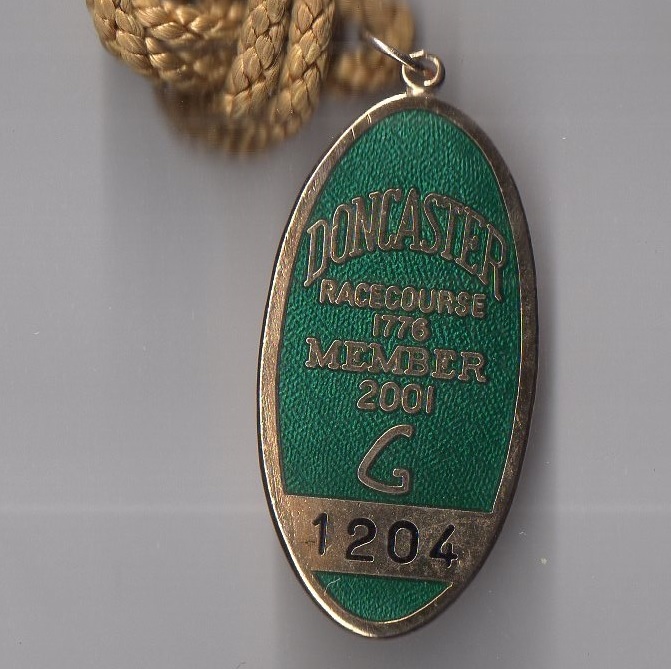 DONCASTER
RACECOURSE
1776
MEMBER
2001
G
1204